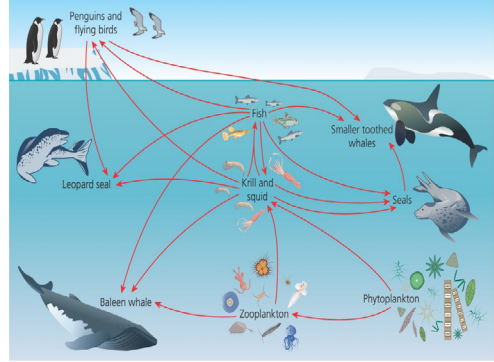 Penguins and
flying birds
Fish
Smaller toothed
whales
Leopard seal
Krill and
squid
Seals
Baleen whale
Zooplankton
Phytoplankton